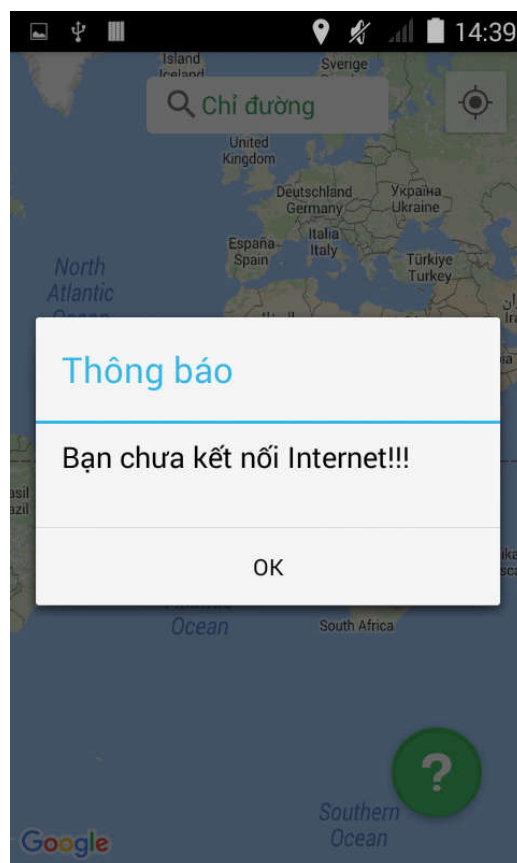 14:39
Island
Iceland
Sverige
Chỉ đường
United
Kingdom
Deutschland
Germany
Україна
Ukraine
España
Spain
Italia
Italy
Türkiye
Turkey
North
Atlantic
Ocean
Thông báo
Bạn chưa kết nối Internet!!!
OK
Ocean
South Africa
?
Southern
Ocean
Google